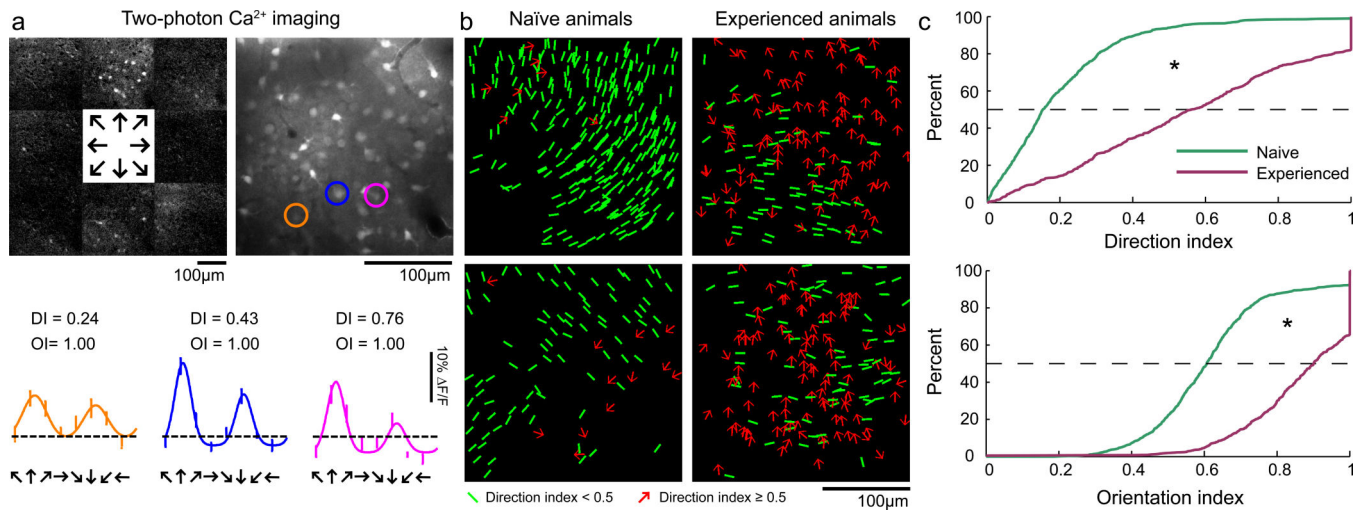 a
Two-photon Ca²⁺ imaging
100µm
100µm
DI = 0.24
OI= 1.00
DI = 0.43
OI = 1.00
DI = 0.76
OI = 1.00
10% ΔF/F
b
Naïve animals
Experienced animals
Direction index < 0.5
Direction index ≥ 0.5
100µm
c
Percent
100
80
60
40
20
0
*
Naive
Experienced
0
0.2
0.4
0.6
0.8
1
Direction index
Percent
100
80
60
40
20
0
*
0
0.2
0.4
0.6
0.8
1
Orientation index